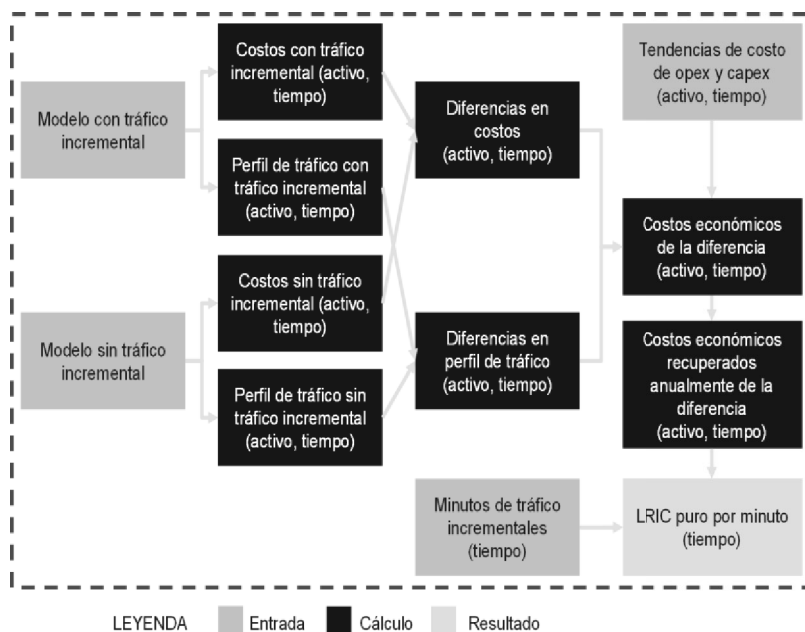 Modelo con tráfico
incremental
Modelo sin tráfico
incremental
Costos con tráfico
incremental (activo,
tiempo)
Perfil de tráfico con
tráfico incremental
(activo, tiempo)
Costos sin tráfico
incremental (activo,
tiempo)
Perfil de tráfico sin
tráfico incremental
(activo, tiempo)
Diferencias en
costos
(activo, tiempo)
Diferencias en
perfil de tráfico
(activo, tiempo)
Minutos de tráfico
incrementales
(tiempo)
Tendencias de costo
de opex y capex
(activo, tiempo)
Costos económicos
de la diferencia
(activo, tiempo)
Costos económicos
recuperados
anualmente de la
diferencia
(activo, tiempo)
LRIC puro por minuto
(tiempo)
LEYENDA
Entrada
Cálculo
Resultado